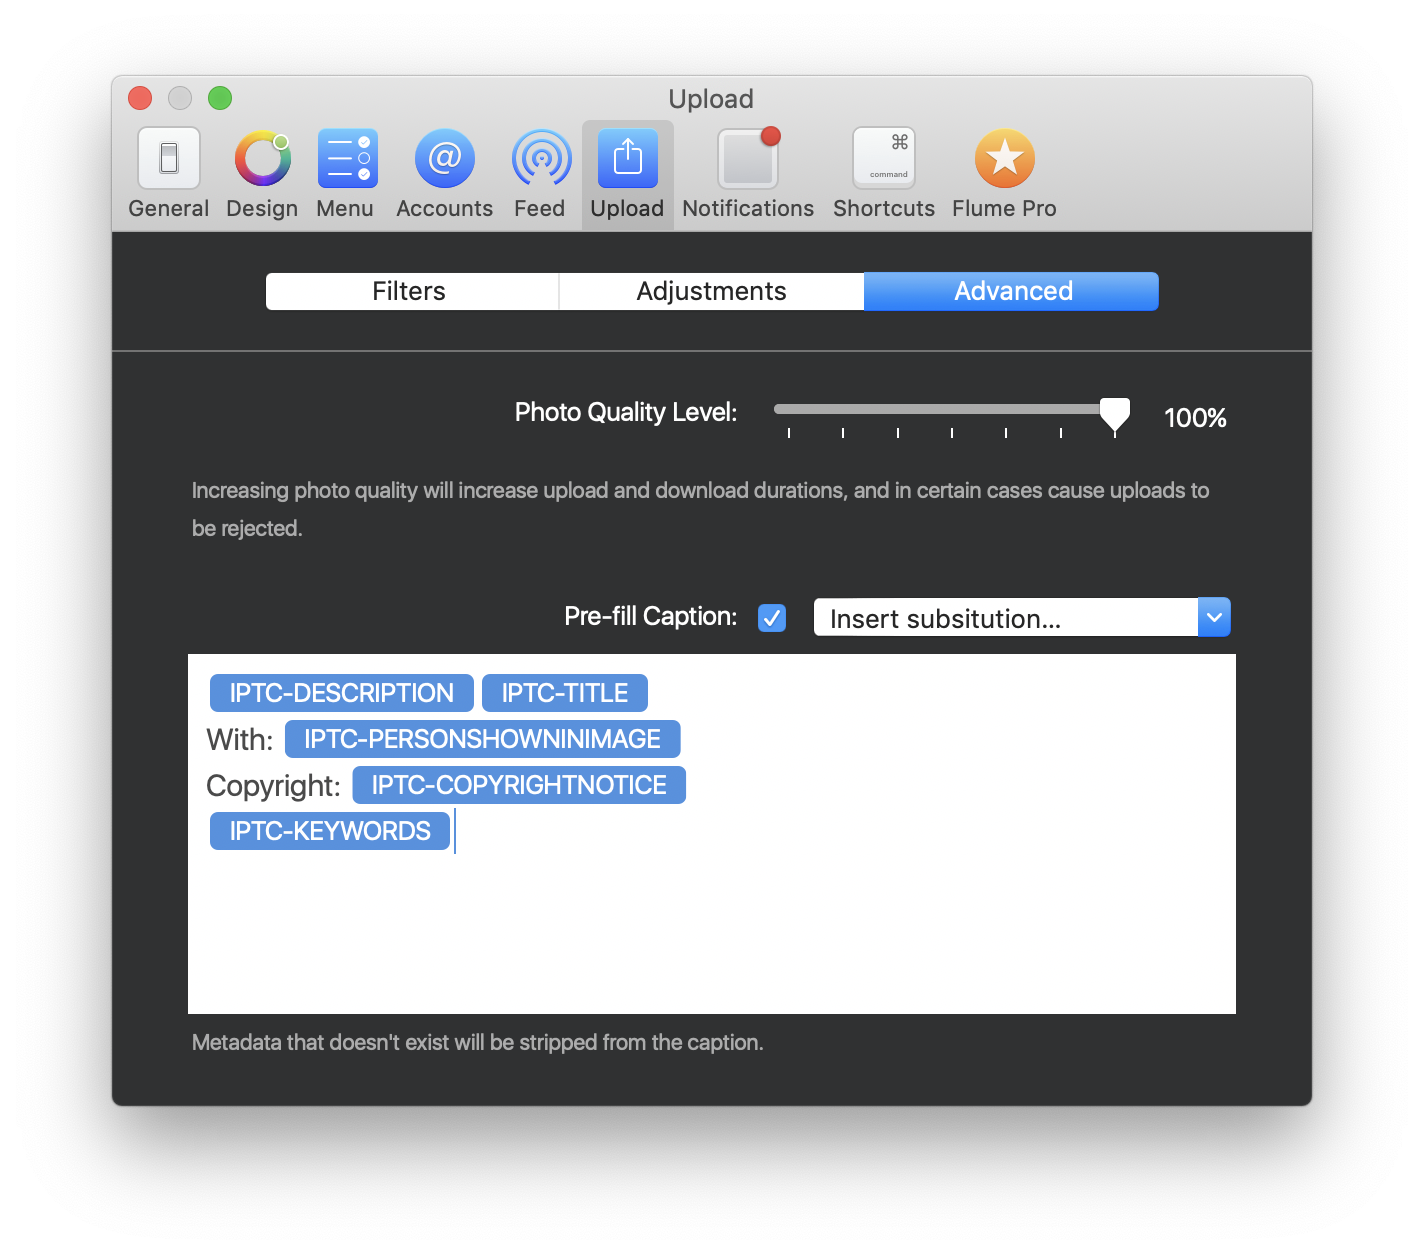 Upload
@
⌘
command
General Design Menu Accounts Feed Upload Notifications Shortcuts Flume Pro
Filters Adjustments Advanced
Photo Quality Level: 100%
Increasing photo quality will increase upload and download durations, and in certain cases cause uploads to
be rejected.
Pre-fill Caption: Insert subsitution...
IPTC-DESCRIPTION IPTC-TITLE
With: IPTC-PERSONSHOWNINIMAGE
Copyright: IPTC-COPYRIGHTNOTICE
IPTC-KEYWORDS
Metadata that doesn't exist will be stripped from the caption.